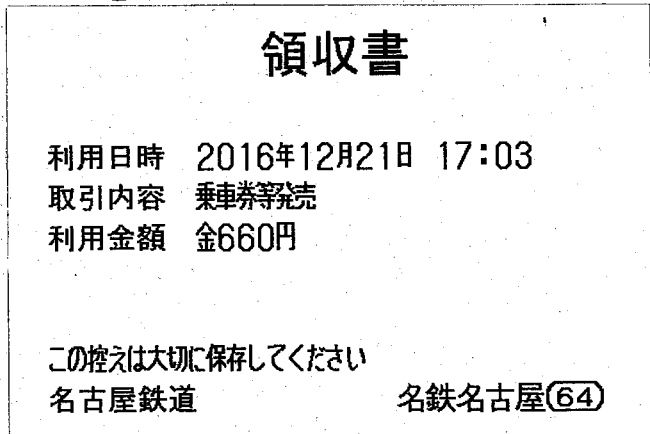 領収書
利用日時 2016年12月21日 17:03
取引内容 乗車券等発売
利用金額 金660円
この控えは大切に保存してください
名古屋鉄道 名鉄名古屋(64)